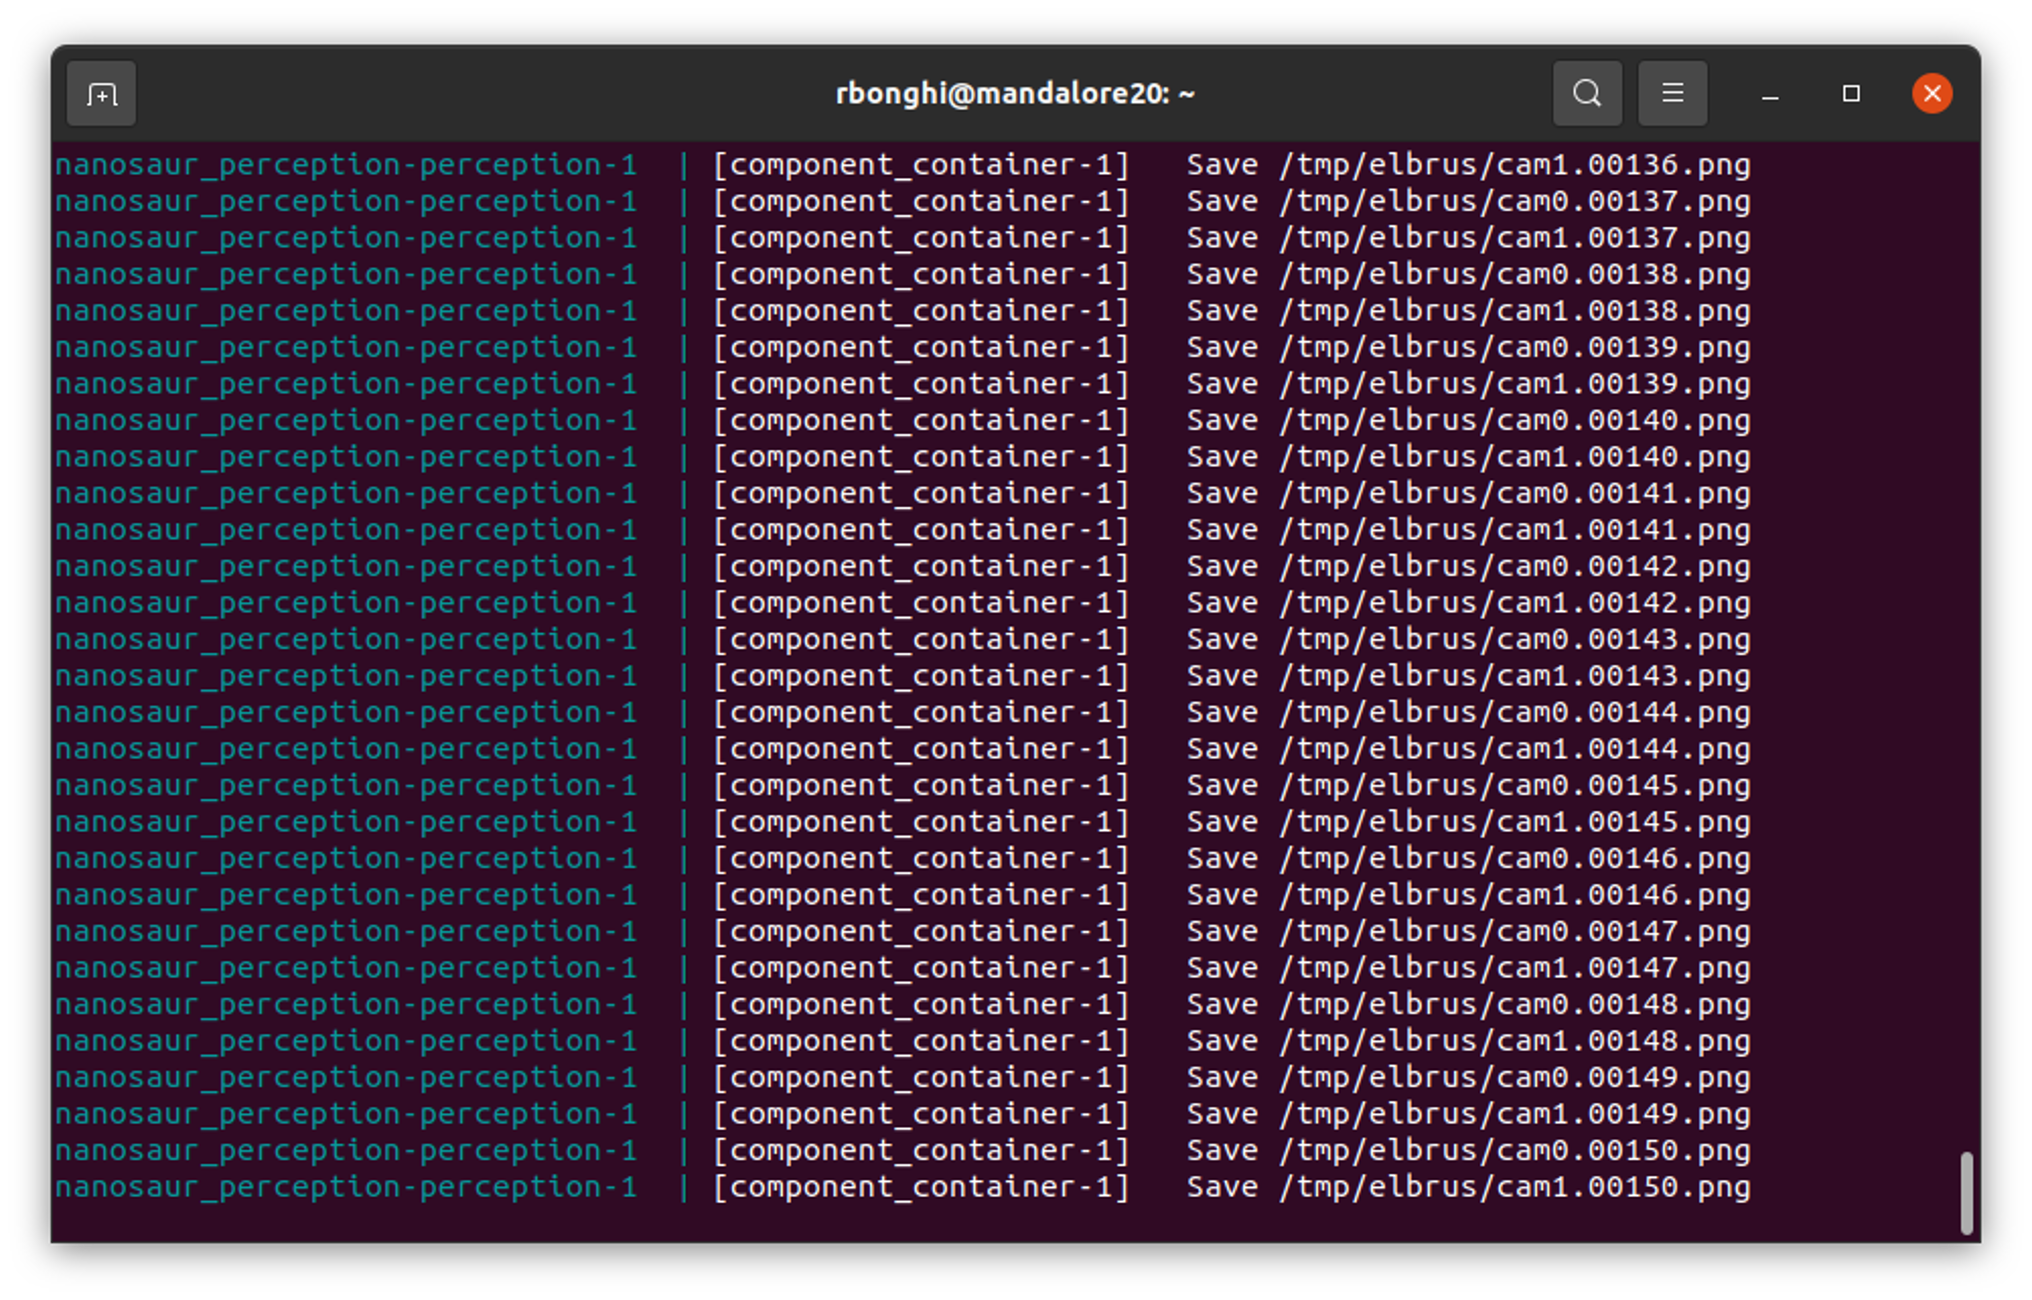 rbonghi@mandalore20: ~
nanosaur_perception-perception-1  | [component_container-1]   Save /tmp/elbrus/cam1.00136.png
nanosaur_perception-perception-1  | [component_container-1]   Save /tmp/elbrus/cam0.00137.png
nanosaur_perception-perception-1  | [component_container-1]   Save /tmp/elbrus/cam1.00137.png
nanosaur_perception-perception-1  | [component_container-1]   Save /tmp/elbrus/cam0.00138.png
nanosaur_perception-perception-1  | [component_container-1]   Save /tmp/elbrus/cam1.00138.png
nanosaur_perception-perception-1  | [component_container-1]   Save /tmp/elbrus/cam0.00139.png
nanosaur_perception-perception-1  | [component_container-1]   Save /tmp/elbrus/cam1.00139.png
nanosaur_perception-perception-1  | [component_container-1]   Save /tmp/elbrus/cam0.00140.png
nanosaur_perception-perception-1  | [component_container-1]   Save /tmp/elbrus/cam1.00140.png
nanosaur_perception-perception-1  | [component_container-1]   Save /tmp/elbrus/cam0.00141.png
nanosaur_perception-perception-1  | [component_container-1]   Save /tmp/elbrus/cam1.00141.png
nanosaur_perception-perception-1  | [component_container-1]   Save /tmp/elbrus/cam0.00142.png
nanosaur_perception-perception-1  | [component_container-1]   Save /tmp/elbrus/cam1.00142.png
nanosaur_perception-perception-1  | [component_container-1]   Save /tmp/elbrus/cam0.00143.png
nanosaur_perception-perception-1  | [component_container-1]   Save /tmp/elbrus/cam1.00143.png
nanosaur_perception-perception-1  | [component_container-1]   Save /tmp/elbrus/cam0.00144.png
nanosaur_perception-perception-1  | [component_container-1]   Save /tmp/elbrus/cam1.00144.png
nanosaur_perception-perception-1  | [component_container-1]   Save /tmp/elbrus/cam0.00145.png
nanosaur_perception-perception-1  | [component_container-1]   Save /tmp/elbrus/cam1.00145.png
nanosaur_perception-perception-1  | [component_container-1]   Save /tmp/elbrus/cam0.00146.png
nanosaur_perception-perception-1  | [component_container-1]   Save /tmp/elbrus/cam1.00146.png
nanosaur_perception-perception-1  | [component_container-1]   Save /tmp/elbrus/cam0.00147.png
nanosaur_perception-perception-1  | [component_container-1]   Save /tmp/elbrus/cam1.00147.png
nanosaur_perception-perception-1  | [component_container-1]   Save /tmp/elbrus/cam0.00148.png
nanosaur_perception-perception-1  | [component_container-1]   Save /tmp/elbrus/cam1.00148.png
nanosaur_perception-perception-1  | [component_container-1]   Save /tmp/elbrus/cam0.00149.png
nanosaur_perception-perception-1  | [component_container-1]   Save /tmp/elbrus/cam1.00149.png
nanosaur_perception-perception-1  | [component_container-1]   Save /tmp/elbrus/cam0.00150.png
nanosaur_perception-perception-1  | [component_container-1]   Save /tmp/elbrus/cam1.00150.png